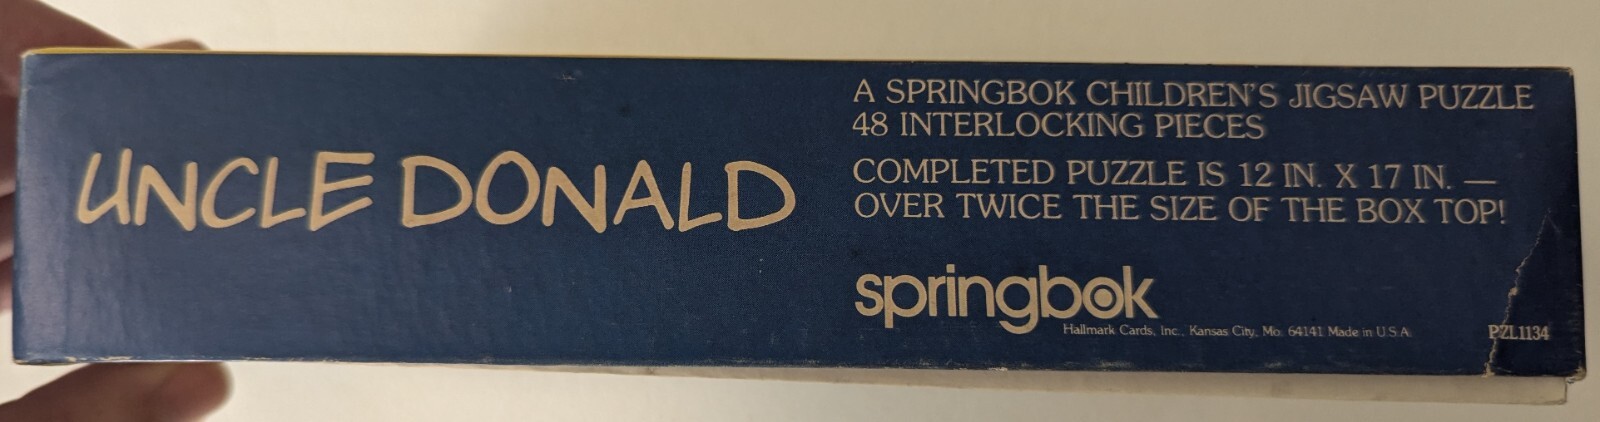 UNCLE DONALD
A SPRINGBOK CHILDREN'S JIGSAW PUZZLE
48 INTERLOCKING PIECES
COMPLETED PUZZLE IS 12 IN. X 17 IN. —
OVER TWICE THE SIZE OF THE BOX TOP!
springbok
Hallmark Cards, Inc., Kansas City, Mo. 64141 Made in U.S.A.
PZL1134